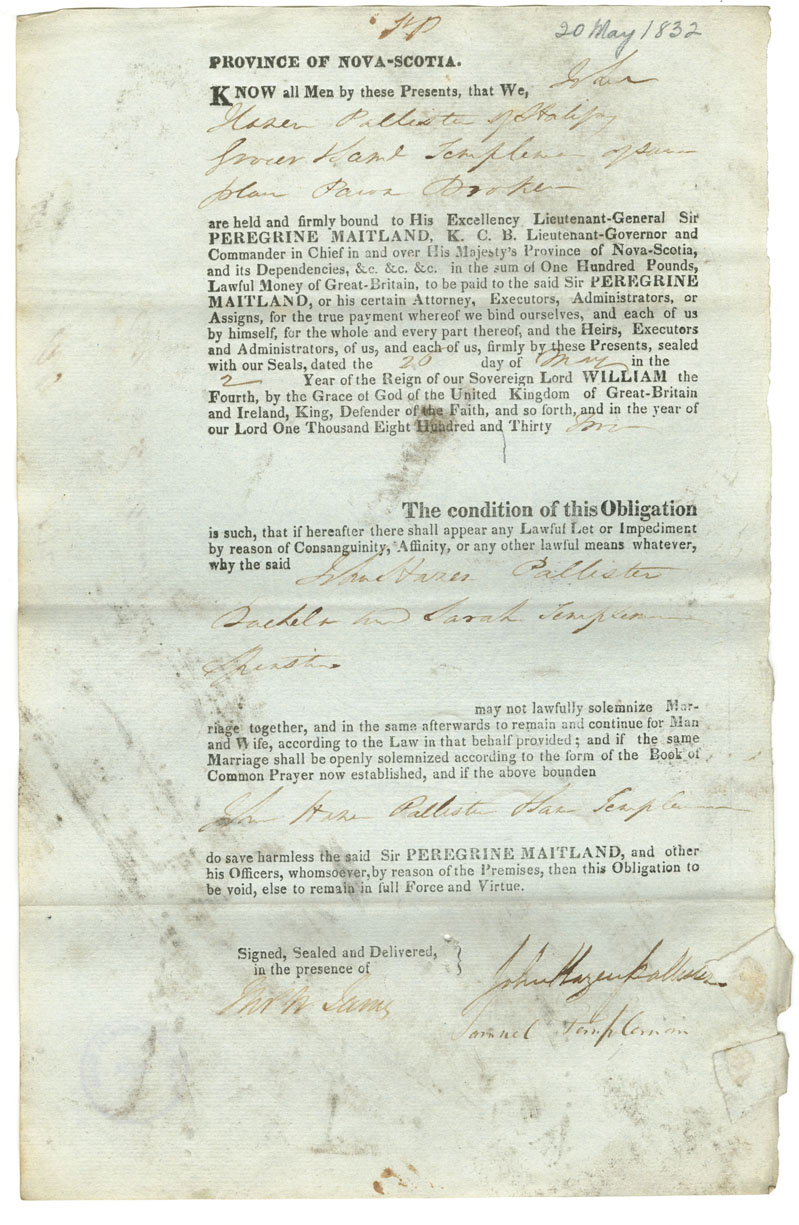 20 May 1832
PROVINCE OF NOVA-SCOTIA.
KNOW all Men by these Presents, that We, John
Hazen Pallister of Halifax
Grocer & Saml Templeman of same
place Pawn Broker
are held and firmly bound to His Excellency Lieutenant-General Sir
PEREGRINE MAITLAND, K. C. B. Lieutenant-Governor and
Commander in Chief in and over His Majesty's Province of Nova-Scotia,
and its Dependencies, &c. &c. &c. in the sum of One Hundred Pounds,
Lawful Money of Great-Britain, to be paid to the said Sir PEREGRINE
MAITLAND, or his certain Attorney, Executors, Administrators, or
Assigns, for the true payment whereof we bind ourselves, and each of us
by himself, for the whole and every part thereof, and the Heirs, Executors
and Administrators, of us, and each of us, firmly by these Presents, sealed
with our Seals, dated the 20 day of May in the
2 Year of the Reign of our Sovereign Lord WILLIAM the
Fourth, by the Grace of God of the United Kingdom of Great-Britain
and Ireland, King, Defender of the Faith, and so forth, and in the year of
our Lord One Thousand Eight Hundred and Thirty Two
The condition of this Obligation
is such, that if hereafter there shall appear any Lawful Let or Impediment
by reason of Consanguinity, Affinity, or any other lawful means whatever,
why the said John Hazen Pallister
Bachelor and Sarah Templeman
Spinster
may not lawfully solemnize Mar-
riage together, and in the same afterwards to remain and continue for Man
and Wife, according to the Law in that behalf provided; and if the same
Marriage shall be openly solemnized according to the form of the Book of
Common Prayer now established, and if the above bounden
John Hazen Pallister & Sam Templeman
do save harmless the said Sir PEREGRINE MAITLAND, and other
his Officers, whomsoever, by reason of the Premises, then this Obligation to
be void, else to remain in full Force and Virtue.
Signed, Sealed and Delivered,
in the presence of
John Hazen Pallister
James
Samuel Templeman